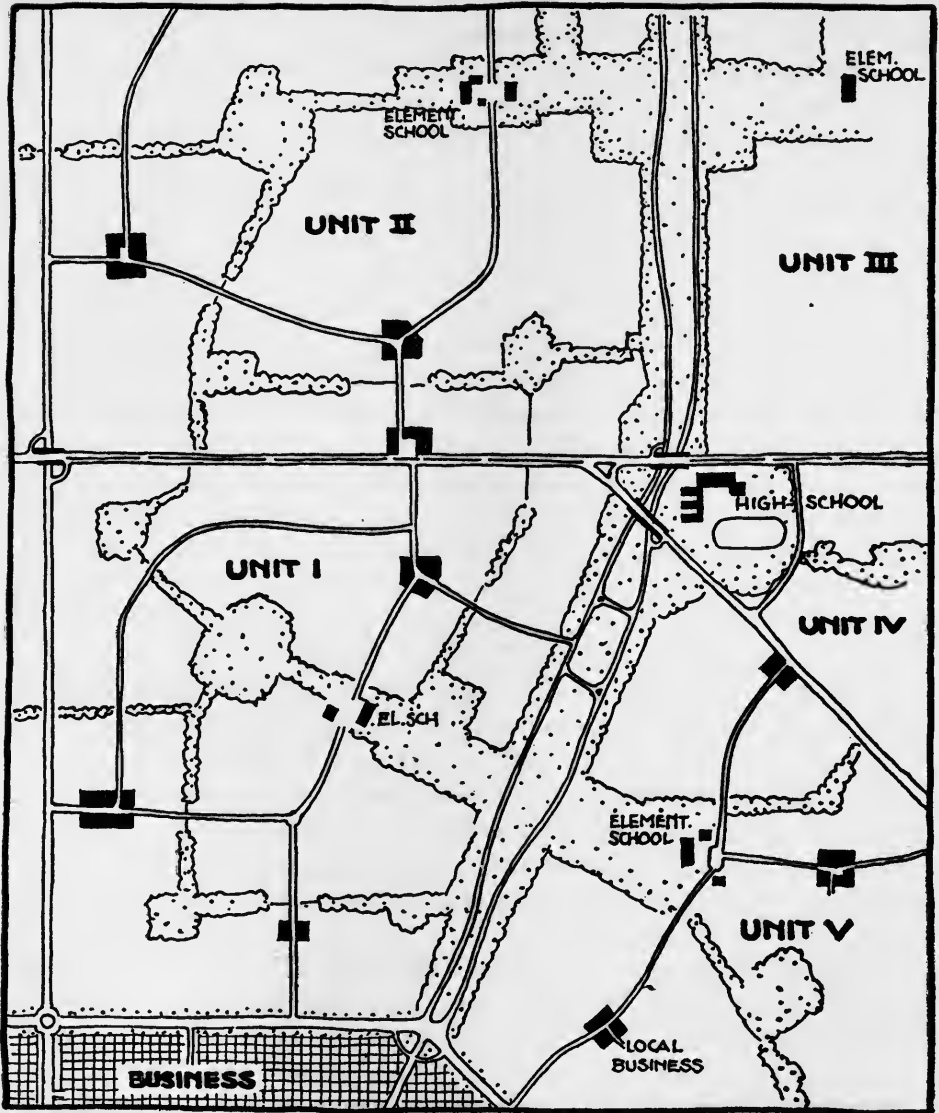 ELEM.
SCHOOL
ELEMENT
SCHOOL
UNIT II
UNIT III
HIGH SCHOOL
UNIT I
UNIT IV
EL. SCH
ELEMENT.
SCHOOL
UNIT V
LOCAL
BUSINESS
BUSINESS